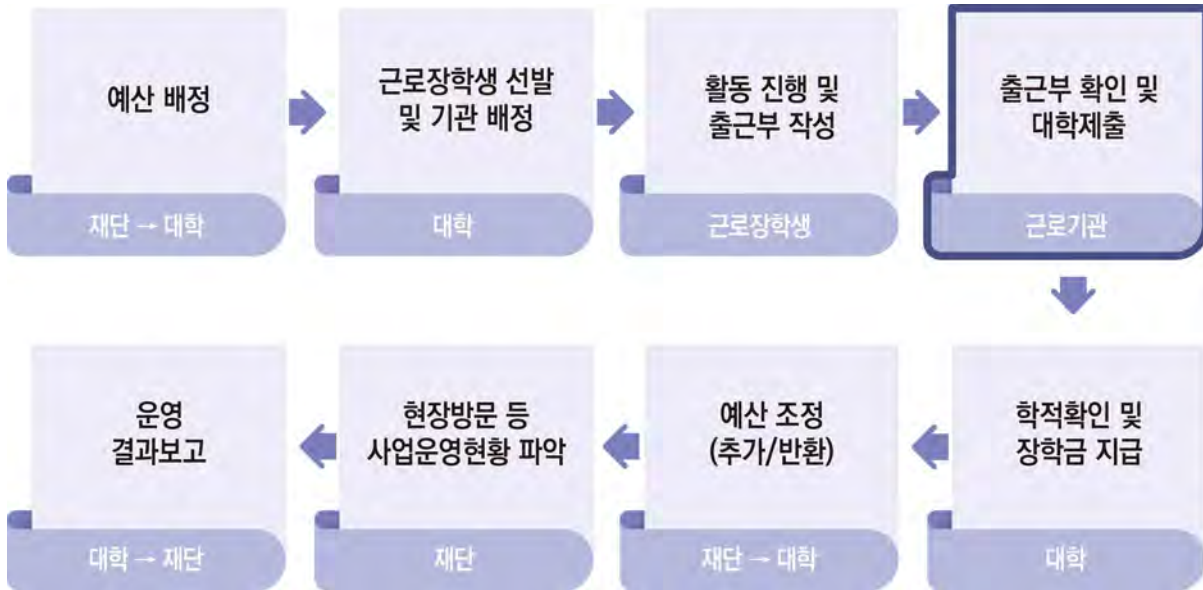 예산 배정
재단 → 대학
근로장학생 선발
및 기관 배정
대학
활동 진행 및
출근부 작성
근로장학생
출근부 확인 및
대학제출
근로기관
학적확인 및
장학금 지급
대학
예산 조정
(추가/반환)
재단 → 대학
현장방문 등
사업운영현황 파악
재단
운영
결과보고
대학 → 재단